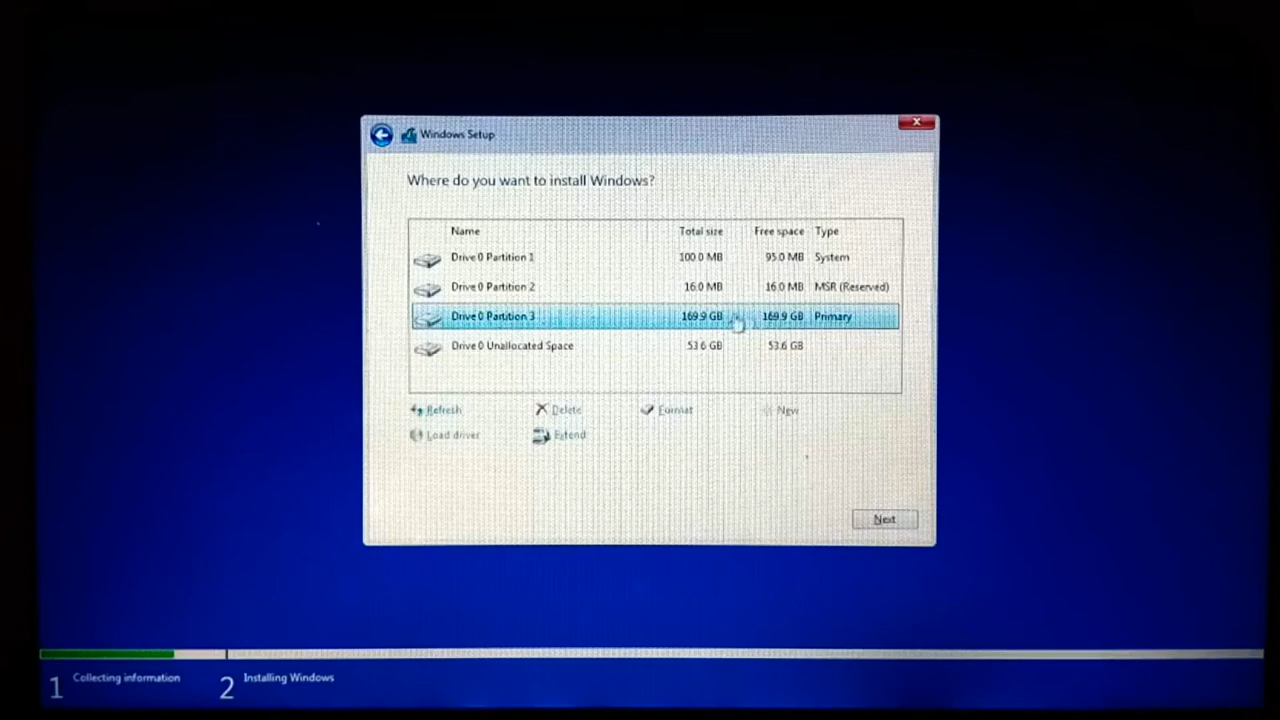 Windows Setup
Where do you want to install Windows?
Name Total size Free space Type
Drive 0 Partition 1 100.0 MB 95.0 MB System
Drive 0 Partition 2 16.0 MB 16.0 MB MSR (Reserved)
Drive 0 Partition 3 169.9 GB 169.9 GB Primary
Drive 0 Unallocated Space 53.6 GB 53.6 GB
Refresh Delete Format New
Load driver Extend
Next
1 Collecting information 2 Installing Windows